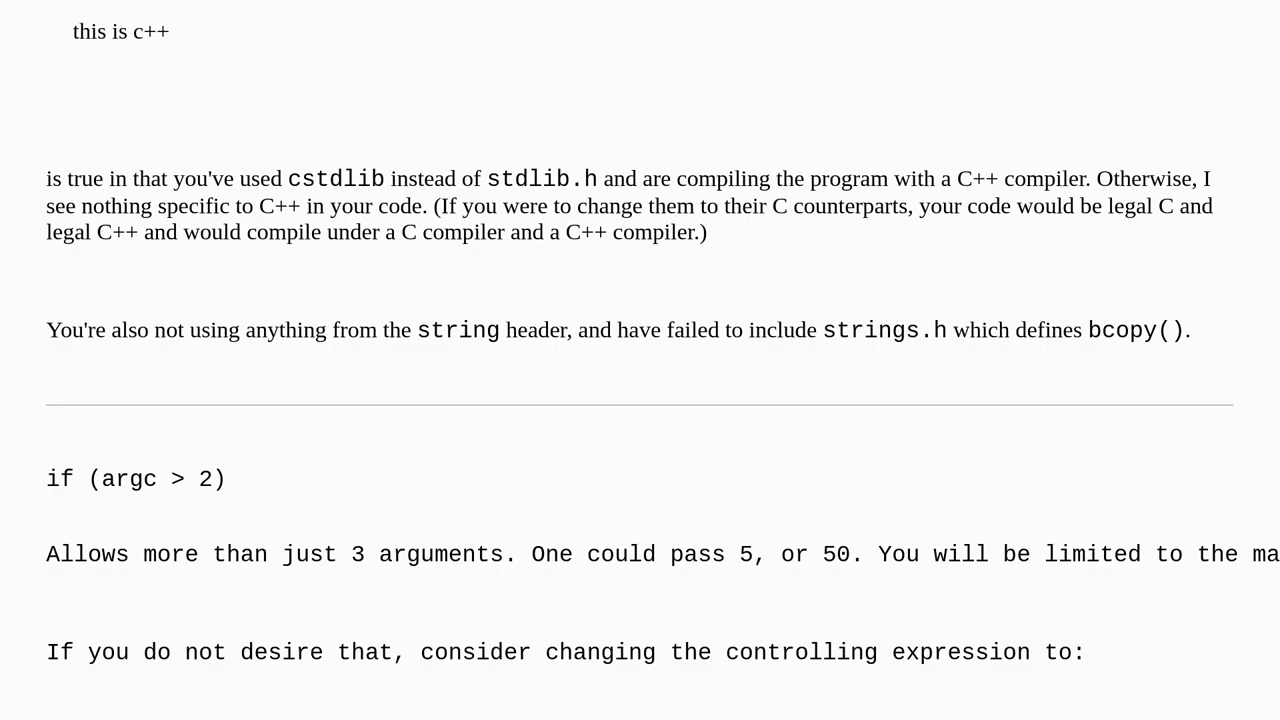 this is c++
is true in that you've used cstdlib instead of stdlib.h and are compiling the program with a C++ compiler. Otherwise, I
see nothing specific to C++ in your code. (If you were to change them to their C counterparts, your code would be legal C and
legal C++ and would compile under a C compiler and a C++ compiler.)
You're also not using anything from the string header, and have failed to include strings.h which defines bcopy().
if (argc > 2)
Allows more than just 3 arguments. One could pass 5, or 50. You will be limited to the ma
If you do not desire that, consider changing the controlling expression to: